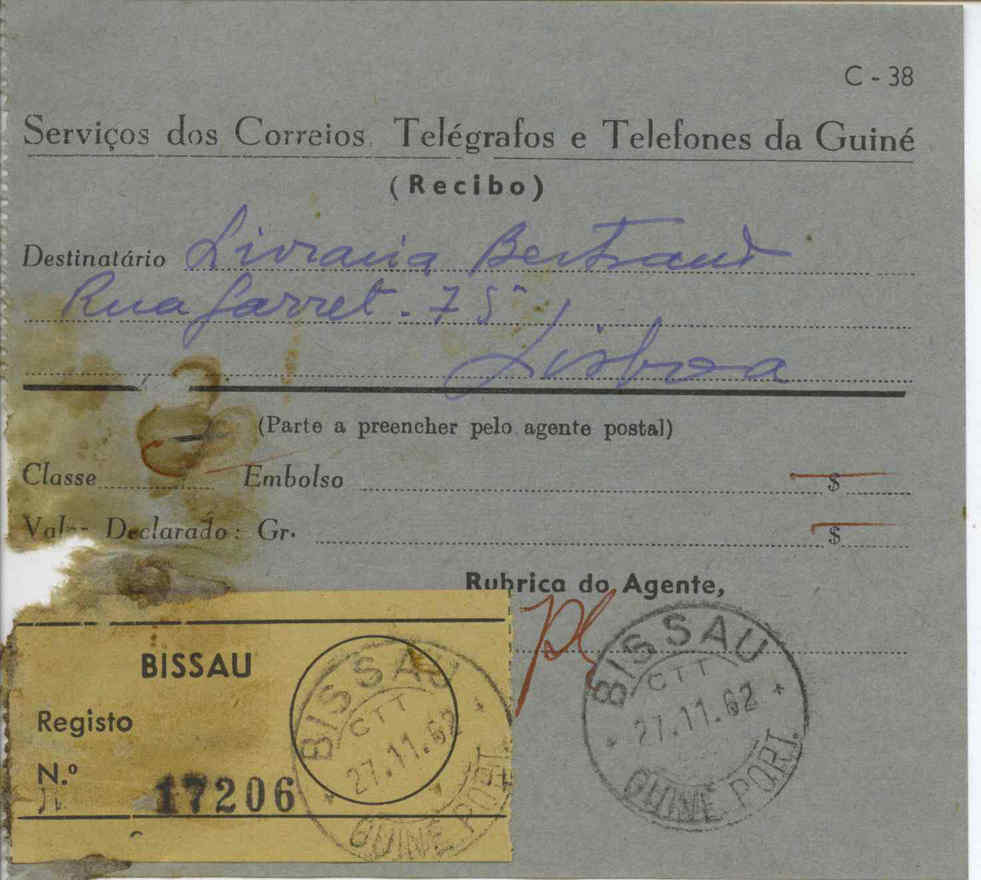 C - 38
Serviços dos Correios, Telégrafos e Telefones da Guiné
(Recibo)
Destinatário Livraria Bertrand
Rua Garret - 75
Lisboa
(Parte a preencher pelo agente postal)
Classe Embolso $
Valor Declarado: Gr. $
Rubrica do Agente,
BISSAU
CTT
27.11.62
GUINÉ PORT.
BISSAU
Registo
N.º 17206
BISSAU
CTT
27.11.62
GUINÉ PORT.